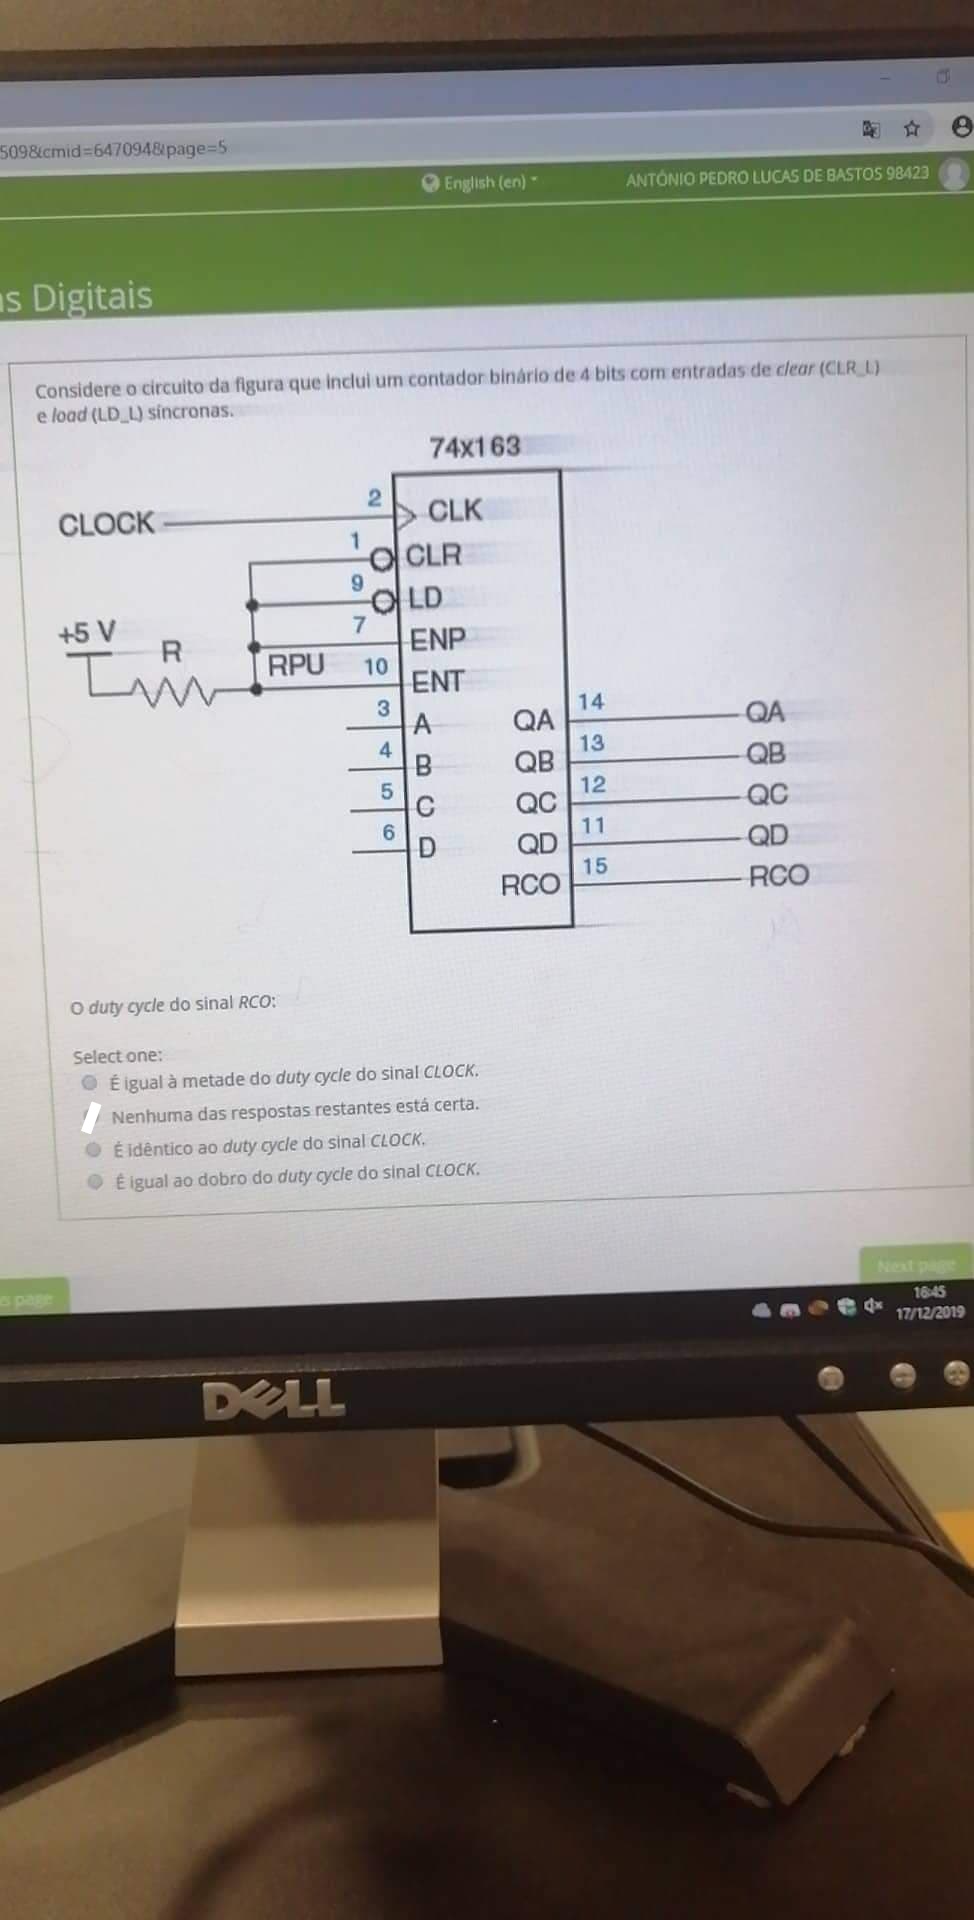 509&cmid=647094&page=5
English (en)
ANTÓNIO PEDRO LUCAS DE BASTOS 98423
s Digitais
Considere o circuito da figura que inclui um contador binário de 4 bits com entradas de clear (CLR_L)
e load (LD_L) síncronas.
74x163
CLOCK 2 CLK
1 CLR
9 LD
+5 V R 7 ENP
RPU 10 ENT
3 A QA 14 QA
4 B QB 13 QB
5 C QC 12 QC
6 D QD 11 QD
RCO 15 RCO
O duty cycle do sinal RCO:
Select one:
É igual à metade do duty cycle do sinal CLOCK.
Nenhuma das respostas restantes está certa.
É idêntico ao duty cycle do sinal CLOCK.
É igual ao dobro do duty cycle do sinal CLOCK.
Next page
s page
16:45
17/12/2019
DELL